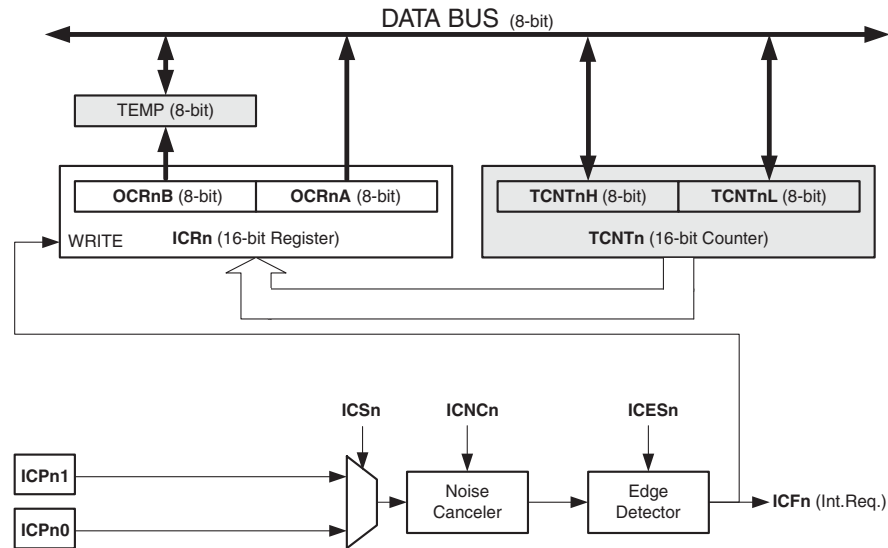 DATA BUS (8-bit)
TEMP (8-bit)
OCRnB (8-bit)
OCRnA (8-bit)
TCNTnH (8-bit)
TCNTnL (8-bit)
WRITE
ICRn (16-bit Register)
TCNTn (16-bit Counter)
ICSn
ICNCn
ICESn
ICPn1
Noise
Canceler
Edge
Detector
ICFn (Int.Req.)
ICPn0